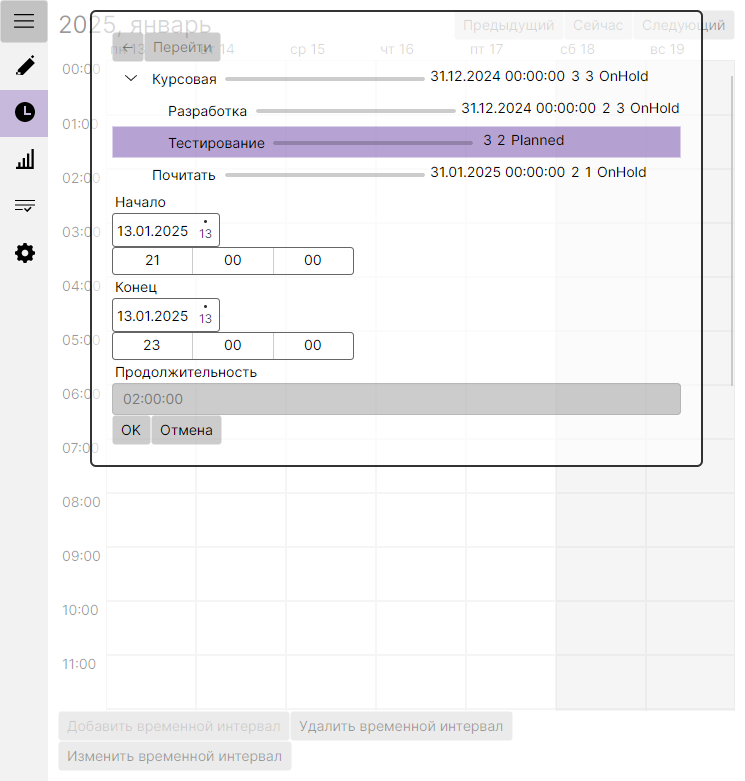 2025, январь
Предыдущий Сейчас Следующий
← Перейти
пн 13 вт 14 ср 15 чт 16 пт 17 сб 18 вс 19
00:00
Курсовая 31.12.2024 00:00:00 3 3 OnHold
Разработка 31.12.2024 00:00:00 2 3 OnHold
01:00
Тестирование 3 2 Planned
Почитать 31.01.2025 00:00:00 2 1 OnHold
02:00
Начало
13.01.2025 13
03:00
21 00 00
04:00
Конец
13.01.2025 13
05:00
23 00 00
Продолжительность
06:00
02:00:00
OK Отмена
07:00
08:00
09:00
10:00
11:00
Добавить временной интервал Удалить временной интервал
Изменить временной интервал